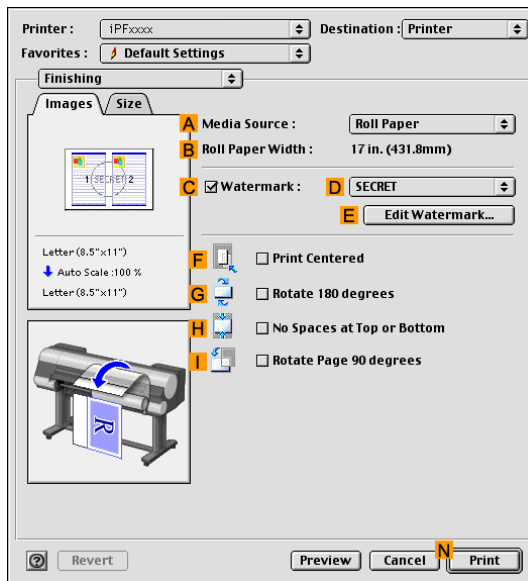 Printer : iPFxxxx Destination : Printer
Favorites : Default Settings
Finishing
Images Size
A Media Source : Roll Paper
B Roll Paper Width : 17 in. (431.8mm)
1 SECRET 2
C Watermark : D SECRET
E Edit Watermark...
Letter (8.5"x11")
F Print Centered
Auto Scale :100 %
Letter (8.5"x11")
G Rotate 180 degrees
H No Spaces at Top or Bottom
I Rotate Page 90 degrees
R
N
? Revert Preview Cancel Print